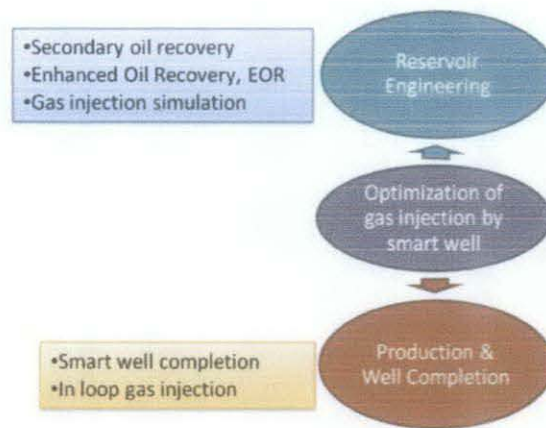 •Secondary oil recovery
•Enhanced Oil Recovery, EOR
•Gas injection simulation
Reservoir
Engineering
Optimization of
gas injection by
smart well
Production &
Well Completion
•Smart well completion
•In loop gas injection